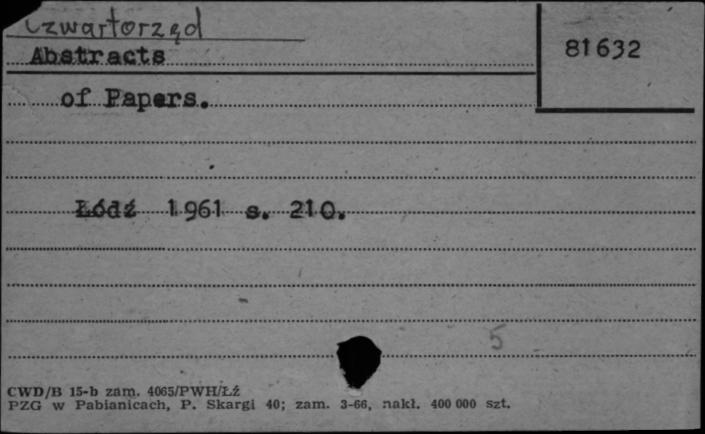 Czwartorzęd
Abstracts
81632
of Papers.
Łódź 1961 s. 210.
5
CWD/B 15-b zam. 4065/PWH/Łź
PZG w Pabianicach, P. Skargi 40; zam. 3-66, nakł. 400 000 szt.